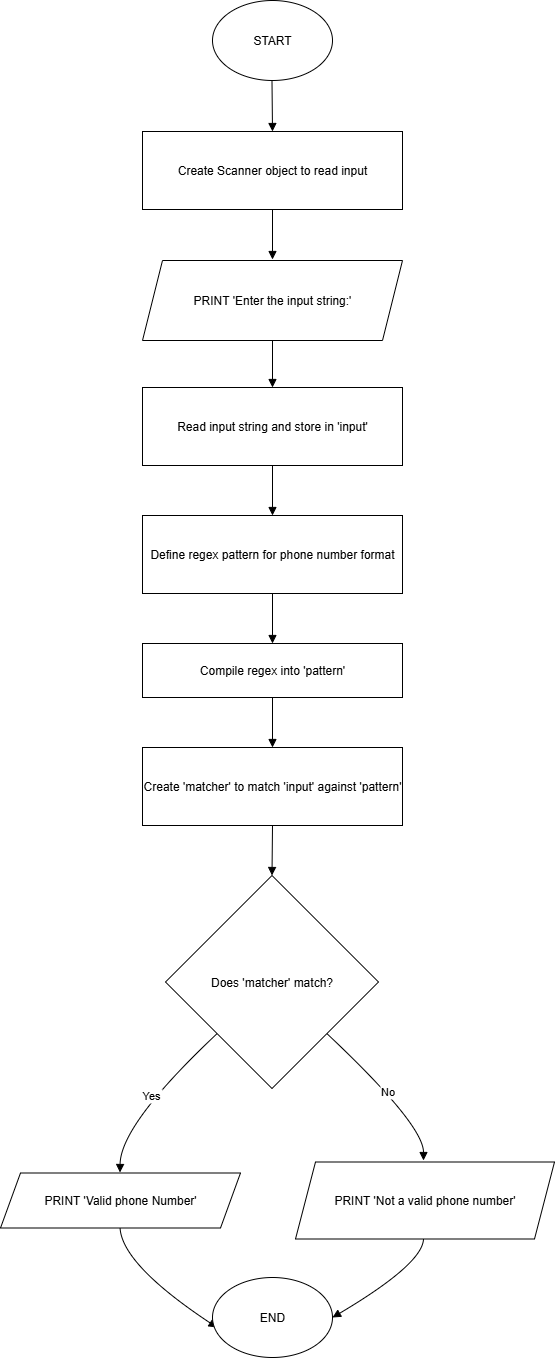 START
Create Scanner object to read input
PRINT 'Enter the input string:'
Read input string and store in 'input'
Define regex pattern for phone number format
Compile regex into 'pattern'
Create 'matcher' to match 'input' against 'pattern'
Does 'matcher' match?
Yes
No
PRINT 'Valid phone Number'
PRINT 'Not a valid phone number'
END